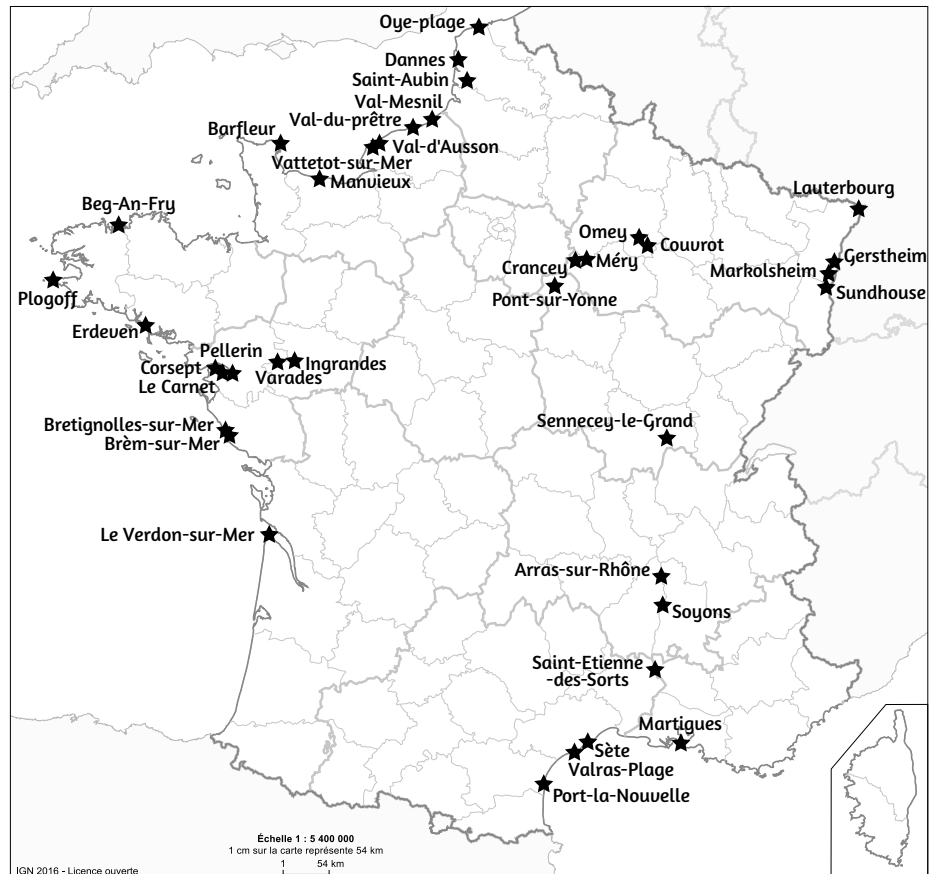 Oye-plage
Dannes
Saint-Aubin
Val-Mesnil
Val-du-prêtre
Barfleur
Val-d'Ausson
Vattetot-sur-Mer
Manvieux
Lauterbourg
Beg-An-Fry
Omey
Couvrot
Gerstheim
Crancey
Méry
Markolsheim
Plogoff
Pont-sur-Yonne
Sundhouse
Erdeven
Pellerin
Ingrandes
Corsept
Varades
Le Carnet
Bretignolles-sur-Mer
Sennecey-le-Grand
Brèm-sur-Mer
Le Verdon-sur-Mer
Arras-sur-Rhône
Soyons
Saint-Etienne
-des-Sorts
Martigues
Sète
Valras-Plage
Port-la-Nouvelle
Échelle 1 : 5 400 000
1 cm sur la carte représente 54 km
1 54 km
IGN 2016 - Licence ouverte